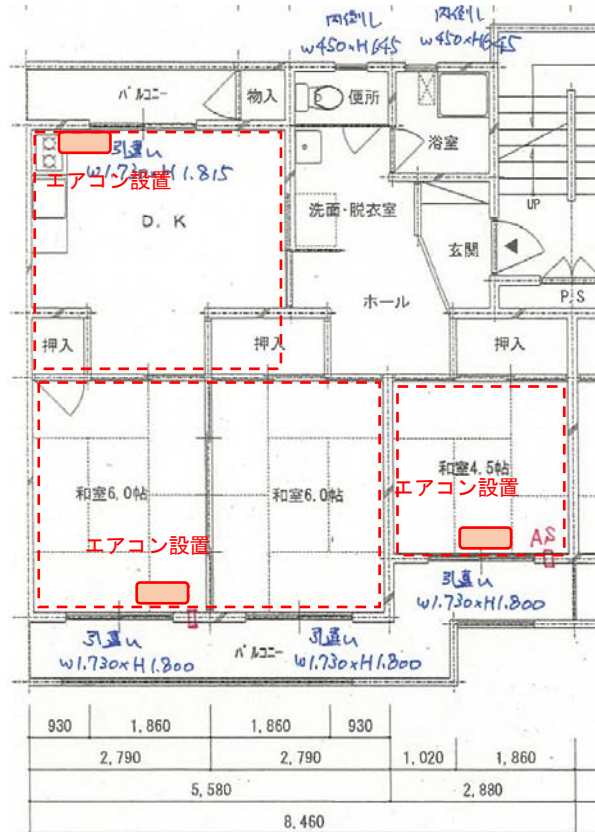 内倒し
W450×H645
内倒し
W450×H645
バルコニー
物入
便所
浴室
引違い
W1.730×H1.815
エアコン設置
D. K
洗面・脱衣室
玄関
UP
P.S
ホール
押入
押入
押入
和室6.0帖
和室6.0帖
和室4.5帖
エアコン設置
エアコン設置
AS
引違い
W1.730×H1.800
引違い
W1.730×H1.800
バルコニー
引違い
W1.730×H1.800
930
1,860
1,860
930
2,790
2,790
1,020
1,860
5,580
2,880
8,460